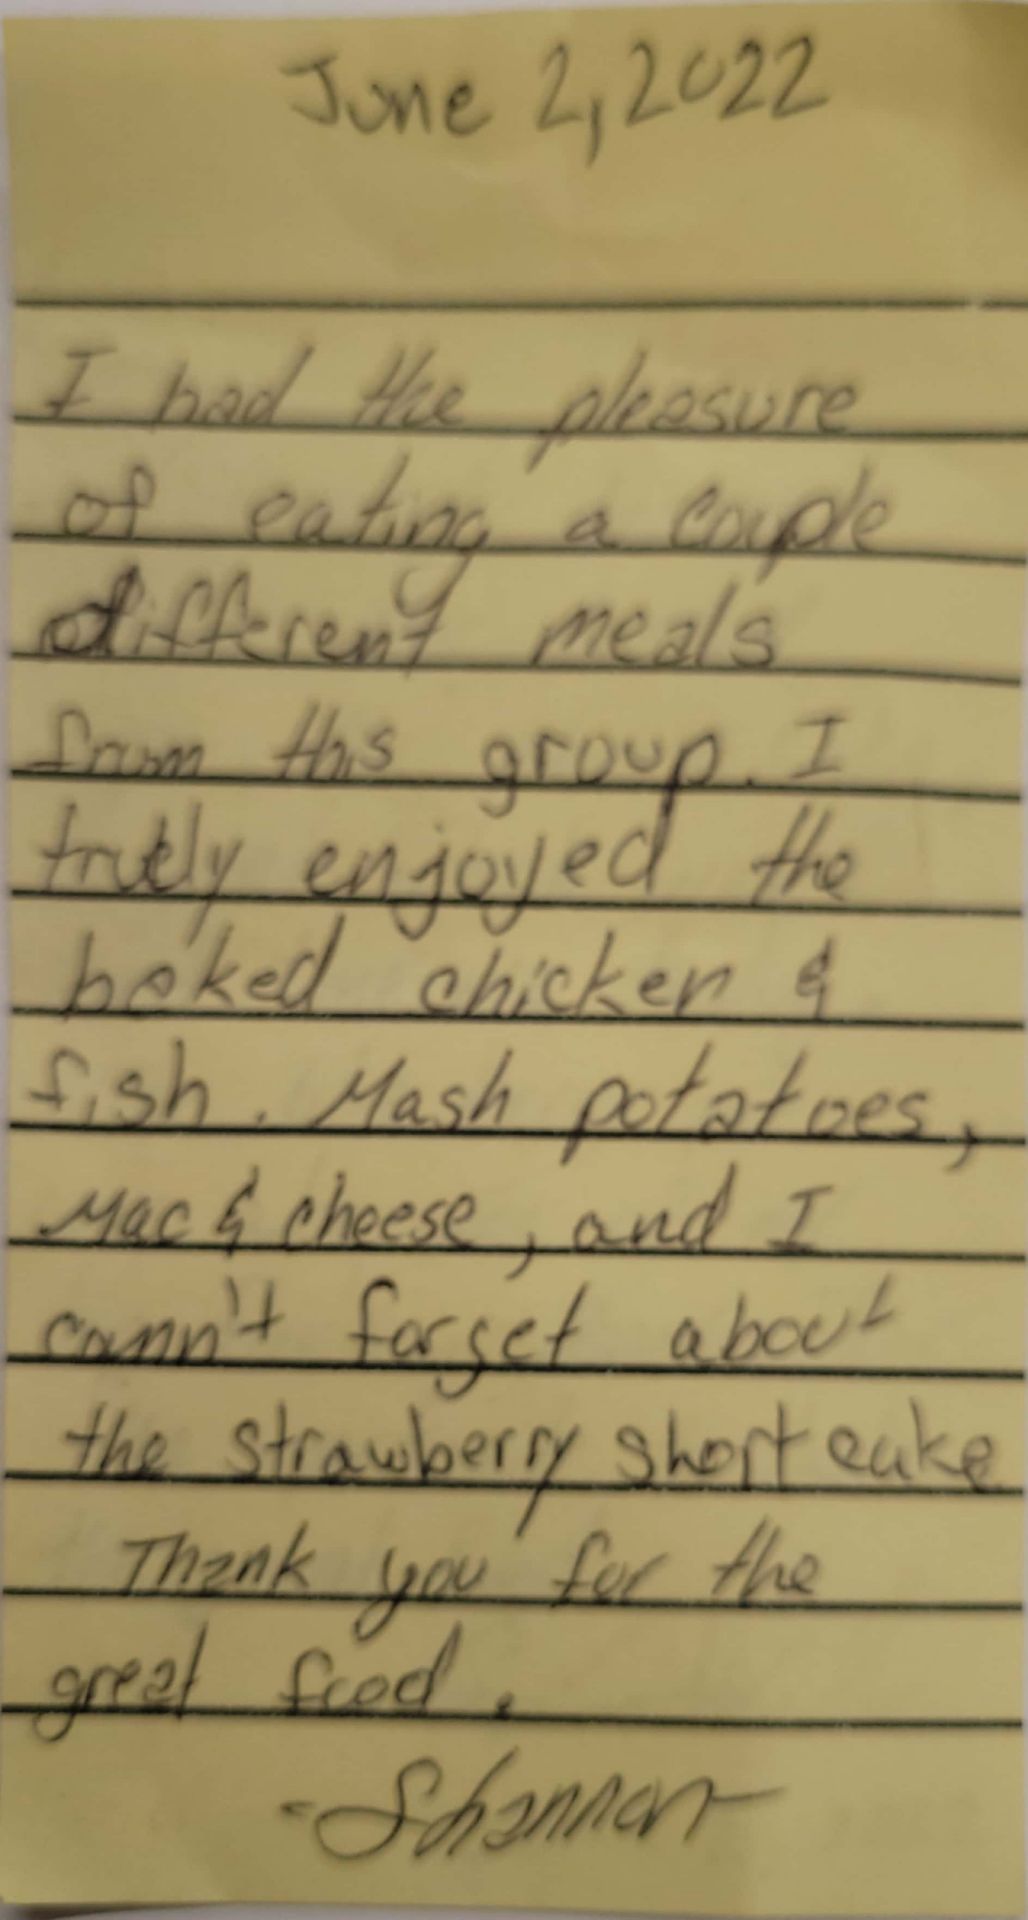 June 2, 2022
I had the pleasure
of eating a couple
different meals
from this group. I
truely enjoyed the
baked chicken &
fish. Mash potatoes,
Mac & cheese, and I
cann't forget about
the strawberry short cake
Thank you for the
great food.
-Shannon